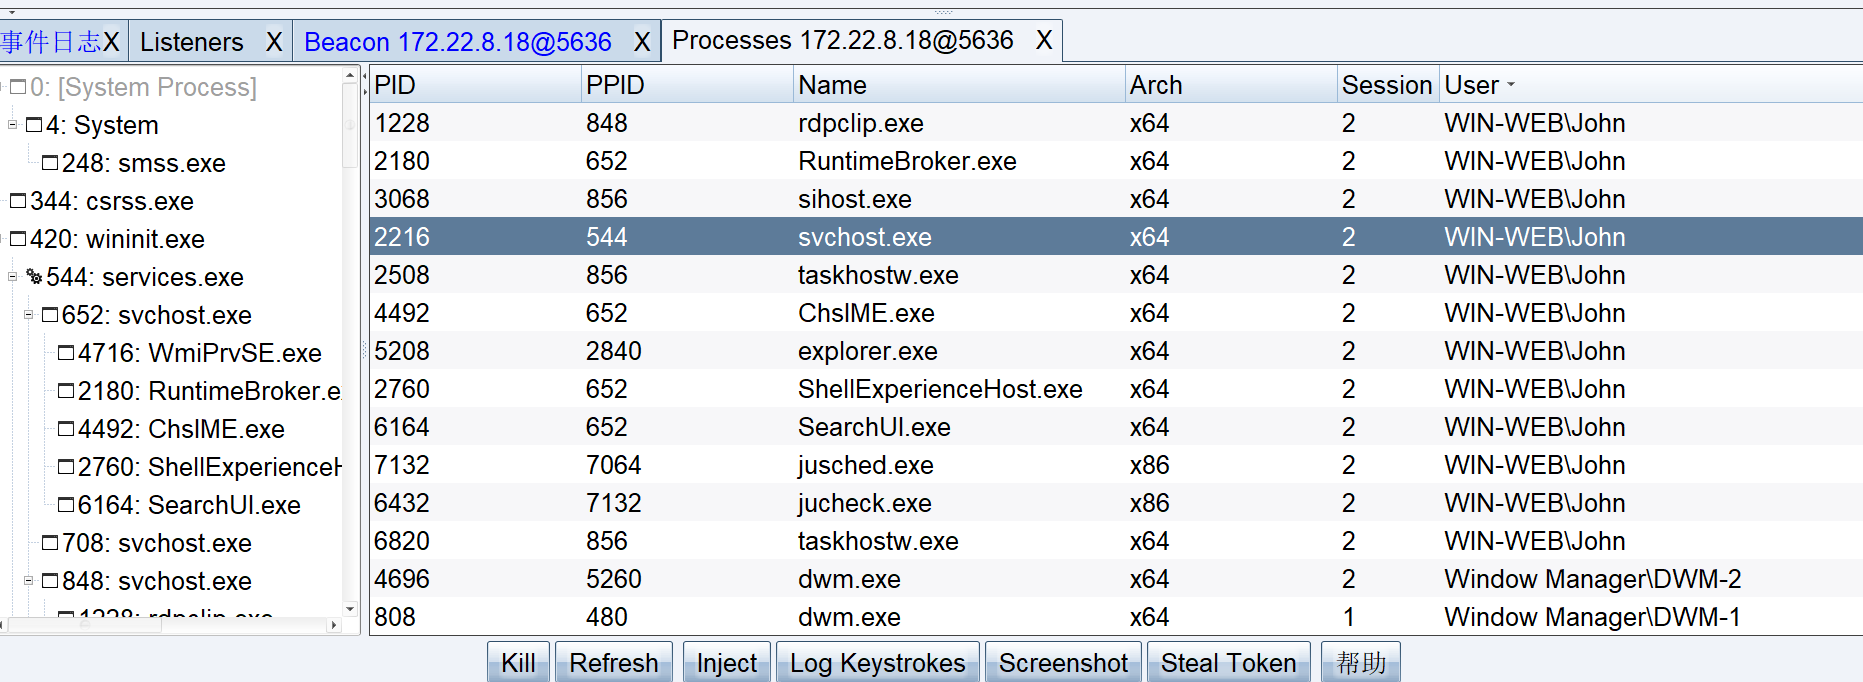 事件日志X Listeners X Beacon 172.22.8.18@5636 X Processes 172.22.8.18@5636 X
0: [System Process]
4: System
248: smss.exe
344: csrss.exe
420: wininit.exe
544: services.exe
652: svchost.exe
4716: WmiPrvSE.exe
2180: RuntimeBroker.e
4492: ChsIME.exe
2760: ShellExperienceH
6164: SearchUI.exe
708: svchost.exe
848: svchost.exe
1228: rdpclip.exe
PID PPID Name Arch Session User
1228 848 rdpclip.exe x64 2 WIN-WEB\John
2180 652 RuntimeBroker.exe x64 2 WIN-WEB\John
3068 856 sihost.exe x64 2 WIN-WEB\John
2216 544 svchost.exe x64 2 WIN-WEB\John
2508 856 taskhostw.exe x64 2 WIN-WEB\John
4492 652 ChsIME.exe x64 2 WIN-WEB\John
5208 2840 explorer.exe x64 2 WIN-WEB\John
2760 652 ShellExperienceHost.exe x64 2 WIN-WEB\John
6164 652 SearchUI.exe x64 2 WIN-WEB\John
7132 7064 jusched.exe x86 2 WIN-WEB\John
6432 7132 jucheck.exe x86 2 WIN-WEB\John
6820 856 taskhostw.exe x64 2 WIN-WEB\John
4696 5260 dwm.exe x64 2 Window Manager\DWM-2
808 480 dwm.exe x64 1 Window Manager\DWM-1
Kill Refresh Inject Log Keystrokes Screenshot Steal Token 帮助